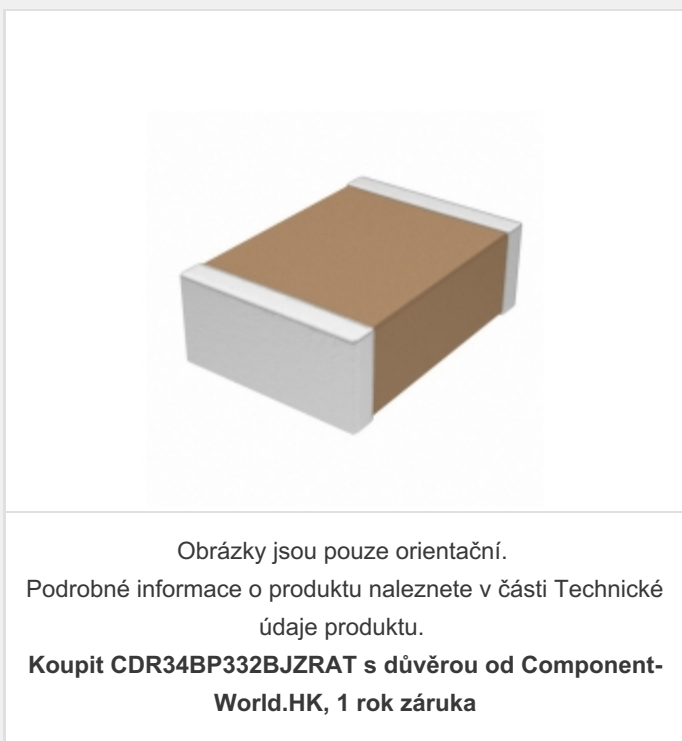 Obrázky jsou pouze orientační.
Podrobné informace o produktu naleznete v části Technické
údaje produktu.
Koupit CDR34BP332BJZRAT s důvěrou od Component-
World.HK, 1 rok záruka